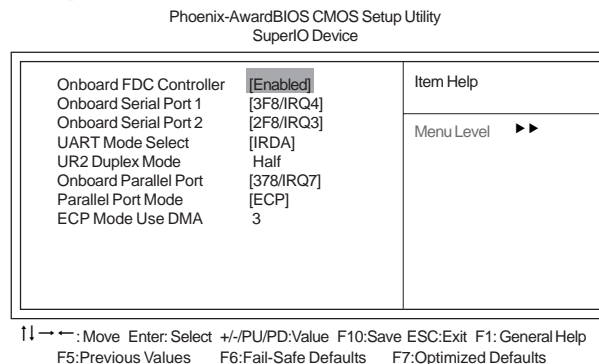 Phoenix-AwardBIOS CMOS Setup Utility
SuperIO Device
Onboard FDC Controller [Enabled]
Onboard Serial Port 1 [3F8/IRQ4]
Onboard Serial Port 2 [2F8/IRQ3]
UART Mode Select [IRDA]
UR2 Duplex Mode Half
Onboard Parallel Port [378/IRQ7]
Parallel Port Mode [ECP]
ECP Mode Use DMA 3
Item Help
Menu Level ►►
↑↓→←: Move Enter: Select +/-/PU/PD:Value F10:Save ESC:Exit F1: General Help
F5:Previous Values F6:Fail-Safe Defaults F7:Optimized Defaults